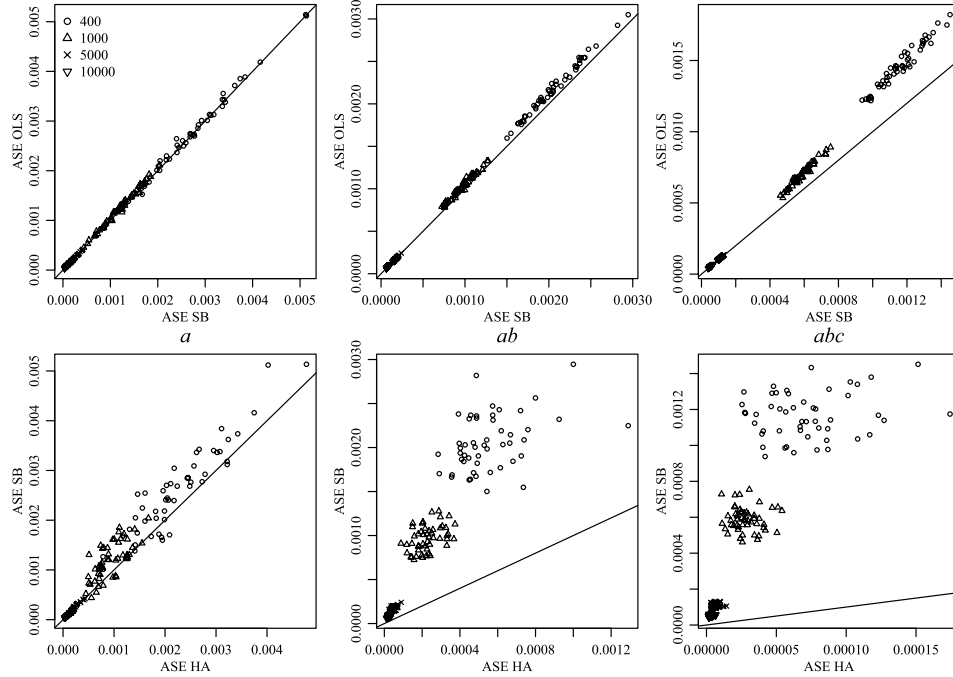 400
1000
5000
10000
ASE OLS
0.000 0.001 0.002 0.003 0.004 0.005
0.000 0.001 0.002 0.003 0.004 0.005
ASE SB
a
ASE OLS
0.0000 0.0010 0.0020 0.0030
0.0000 0.0010 0.0020 0.0030
ASE SB
ab
ASE OLS
0.0000 0.0005 0.0010 0.0015
0.0000 0.0004 0.0008 0.0012
ASE SB
abc
ASE SB
0.000 0.001 0.002 0.003 0.004 0.005
0.000 0.001 0.002 0.003 0.004
ASE HA
ASE SB
0.0000 0.0010 0.0020 0.0030
0.0000 0.0004 0.0008 0.0012
ASE HA
ASE SB
0.0000 0.0004 0.0008 0.0012
0.00000 0.00005 0.00010 0.00015
ASE HA